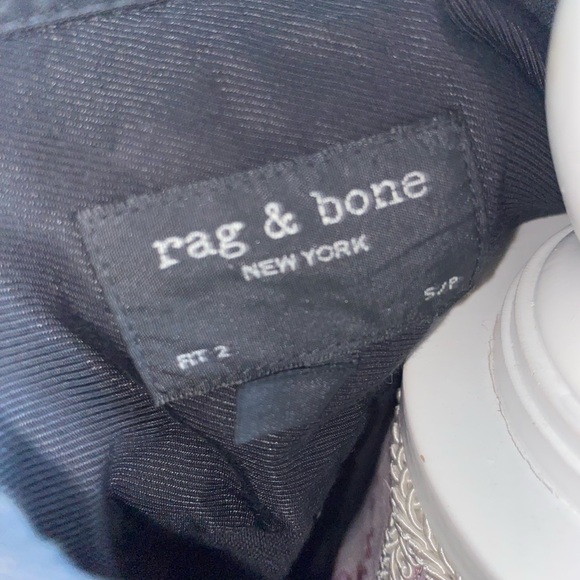 rag & bone
NEW YORK
S/P
FIT 2